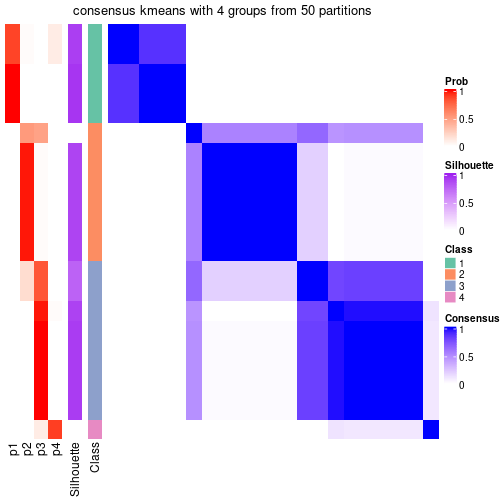 consensus kmeans with 4 groups from 50 partitions
Prob
1
0.5
0
Silhouette
1
0.5
0
Class
1
2
3
4
Consensus
1
0.5
0
p1
p2
p3
p4
Silhouette
Class